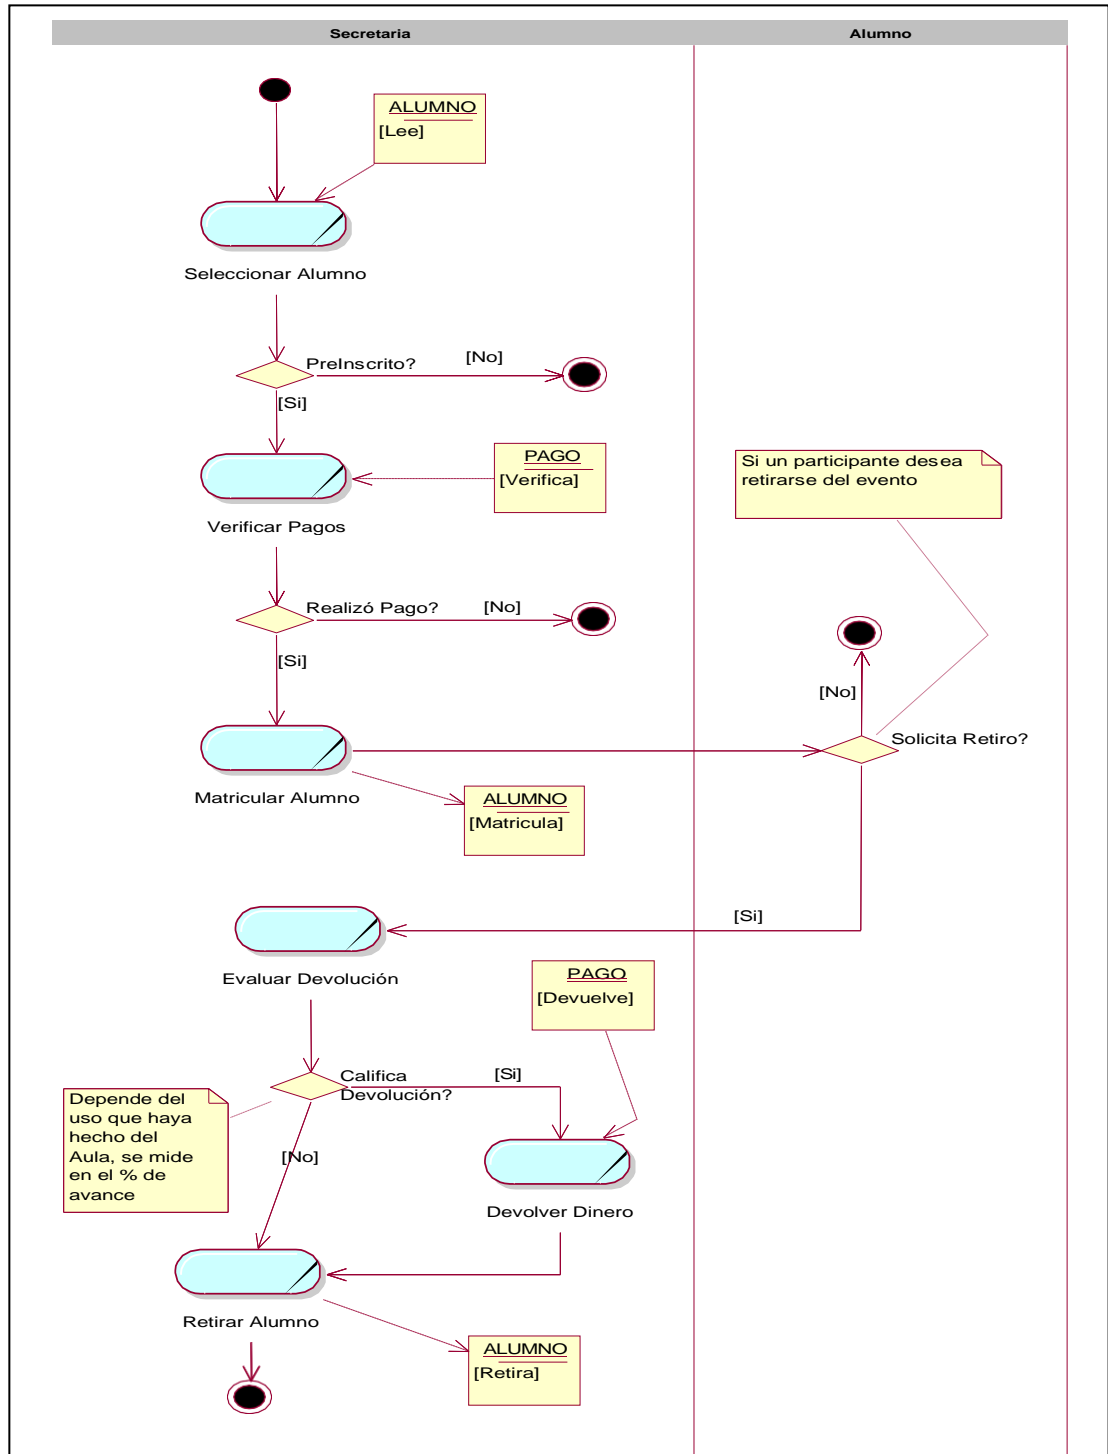 Secretaria
Alumno
ALUMNO
[Lee]
Seleccionar Alumno
PreInscrito?
[No]
[Si]
PAGO
[Verifica]
Si un participante desea
retirarse del evento
Verificar Pagos
Realizó Pago?
[No]
[Si]
[No]
Solicita Retiro?
Matricular Alumno
ALUMNO
[Matricula]
[Si]
Evaluar Devolución
PAGO
[Devuelve]
Califica
Devolución?
[Si]
Depende del
uso que haya
hecho del
Aula, se mide
en el % de
avance
[No]
Devolver Dinero
Retirar Alumno
ALUMNO
[Retira]